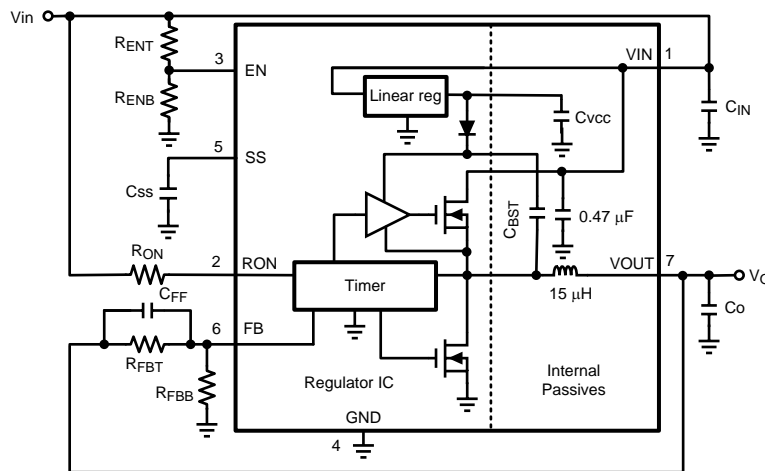 Vin
RENT
3
EN
VIN
1
RENB
Linear reg
CVCC
CIN
5
SS
CSS
CBST
0.47 µF
RON
2
RON
VOUT
7
Timer
15 µH
CFF
6
FB
Co
RFBT
RFBB
Regulator IC
Internal
Passives
GND
4